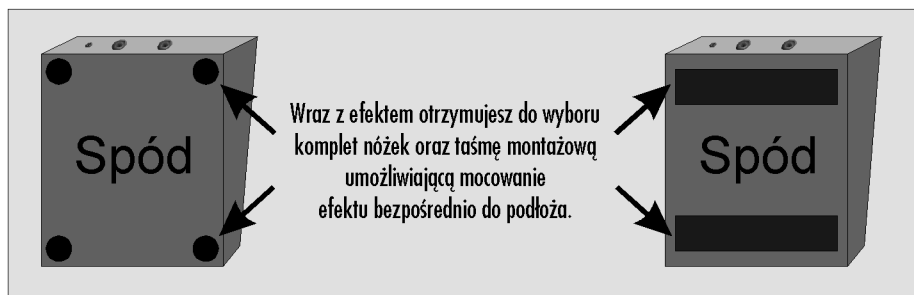 Spód
Wraz z efektem otrzymujesz do wyboru
komplet nóżek oraz taśmę montażową
umożliwiającą mocowanie
efektu bezpośrednio do podłoża.
Spód